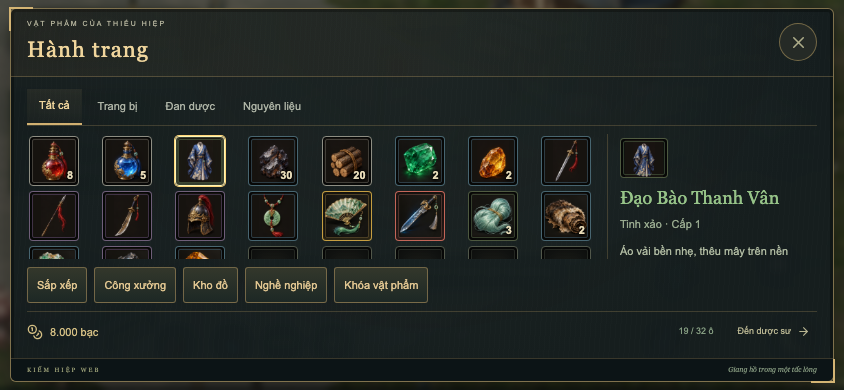 VẬT PHẨM CỦA THIẾU HIỆP
Hành trang
Tất cả
Trang bị
Đan dược
Nguyên liệu
8
5
30
20
2
2
3
2
Đạo Bào Thanh Vân
Tinh xảo · Cấp 1
Áo vải bền nhẹ, thêu mây trên nền
Sắp xếp
Công xưởng
Kho đồ
Nghề nghiệp
Khóa vật phẩm
8.000 bạc
19 / 32 ô
Đến dược sư
KIẾM HIỆP WEB
Giang hồ trong một tấc lòng